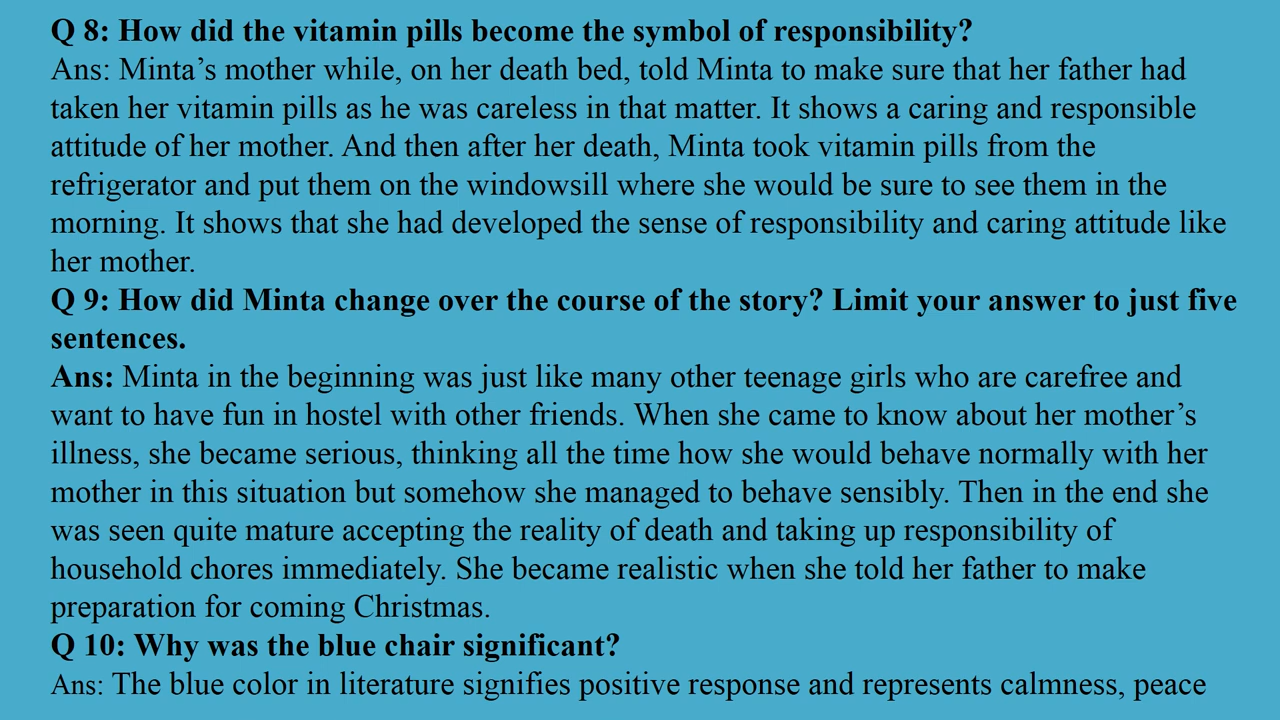 Q 8: How did the vitamin pills become the symbol of responsibility?
Ans: Minta’s mother while, on her death bed, told Minta to make sure that her father had
taken her vitamin pills as he was careless in that matter. It shows a caring and responsible
attitude of her mother. And then after her death, Minta took vitamin pills from the
refrigerator and put them on the windowsill where she would be sure to see them in the
morning. It shows that she had developed the sense of responsibility and caring attitude like
her mother.
Q 9: How did Minta change over the course of the story? Limit your answer to just five
sentences.
Ans: Minta in the beginning was just like many other teenage girls who are carefree and
want to have fun in hostel with other friends. When she came to know about her mother’s
illness, she became serious, thinking all the time how she would behave normally with her
mother in this situation but somehow she managed to behave sensibly. Then in the end she
was seen quite mature accepting the reality of death and taking up responsibility of
household chores immediately. She became realistic when she told her father to make
preparation for coming Christmas.
Q 10: Why was the blue chair significant?
Ans: The blue color in literature signifies positive response and represents calmness, peace